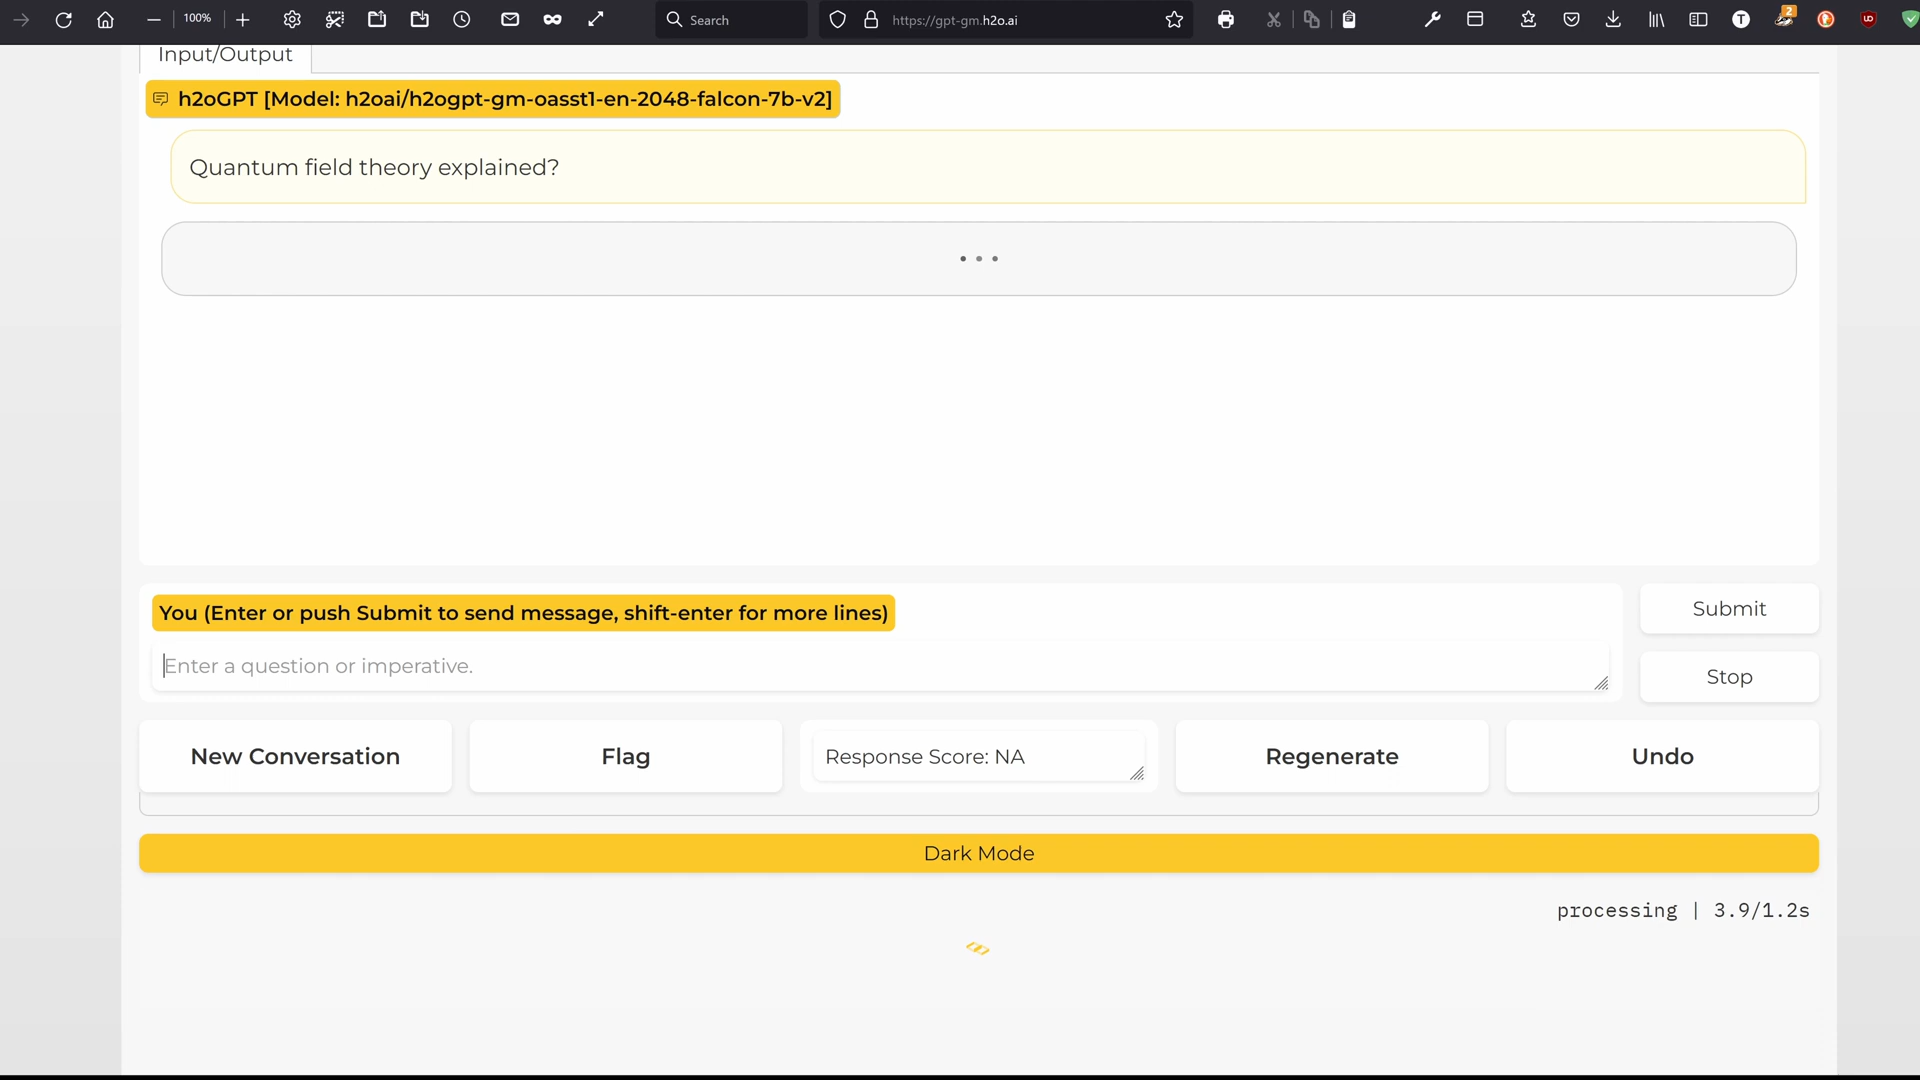 100%
Search
https://gpt-gm.h2o.ai
T
2
UD
Input/Output
h2oGPT [Model: h2oai/h2ogpt-gm-oasst1-en-2048-falcon-7b-v2]
Quantum field theory explained?
You (Enter or push Submit to send message, shift-enter for more lines)
Submit
Enter a question or imperative.
Stop
New Conversation
Flag
Response Score: NA
Regenerate
Undo
Dark Mode
processing | 3.9/1.2s